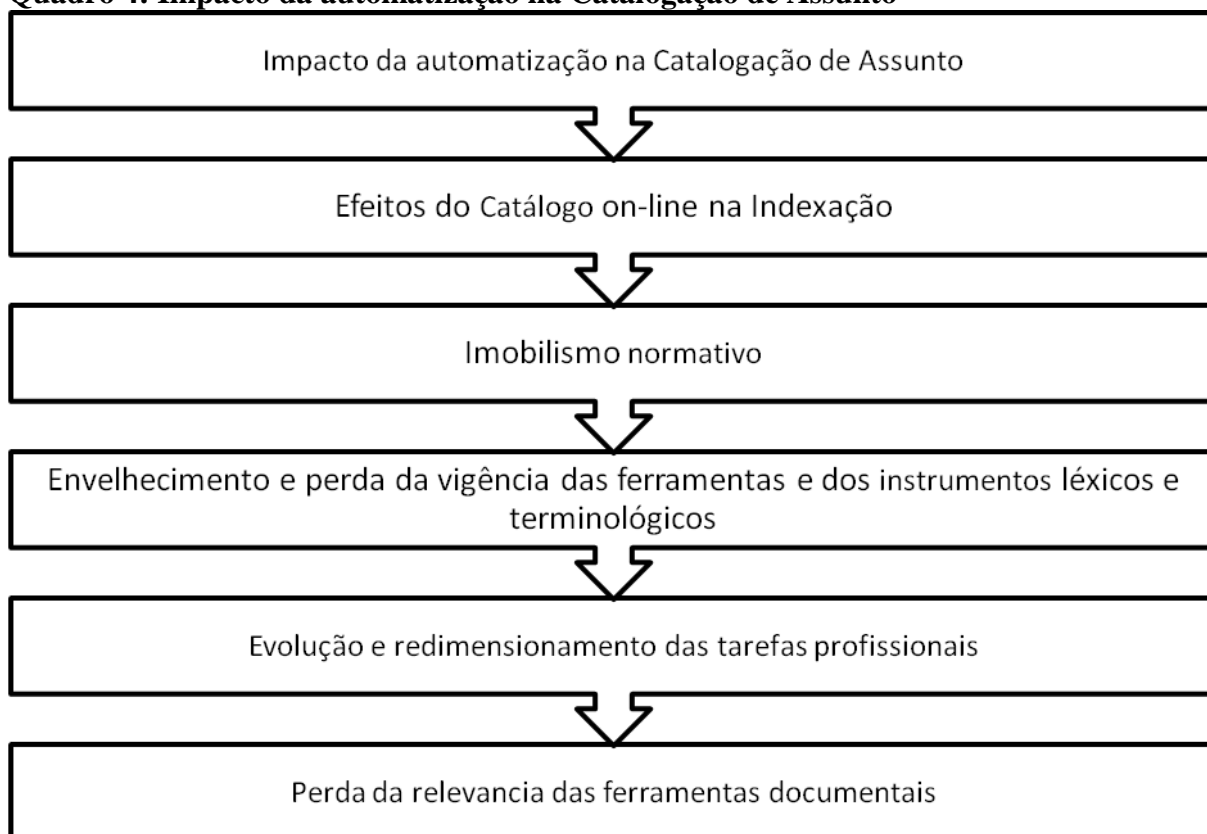 Quadro 4: Impacto da automatização na Catalogação de Assunto
Impacto da automatização na Catalogação de Assunto
Efeitos do Catálogo on-line na Indexação
Imobilismo normativo
Envelhecimento e perda da vigência das ferramentas e dos instrumentos léxicos e
terminológicos
Evolução e redimensionamento das tarefas profissionais
Perda da relevancia das ferramentas documentais